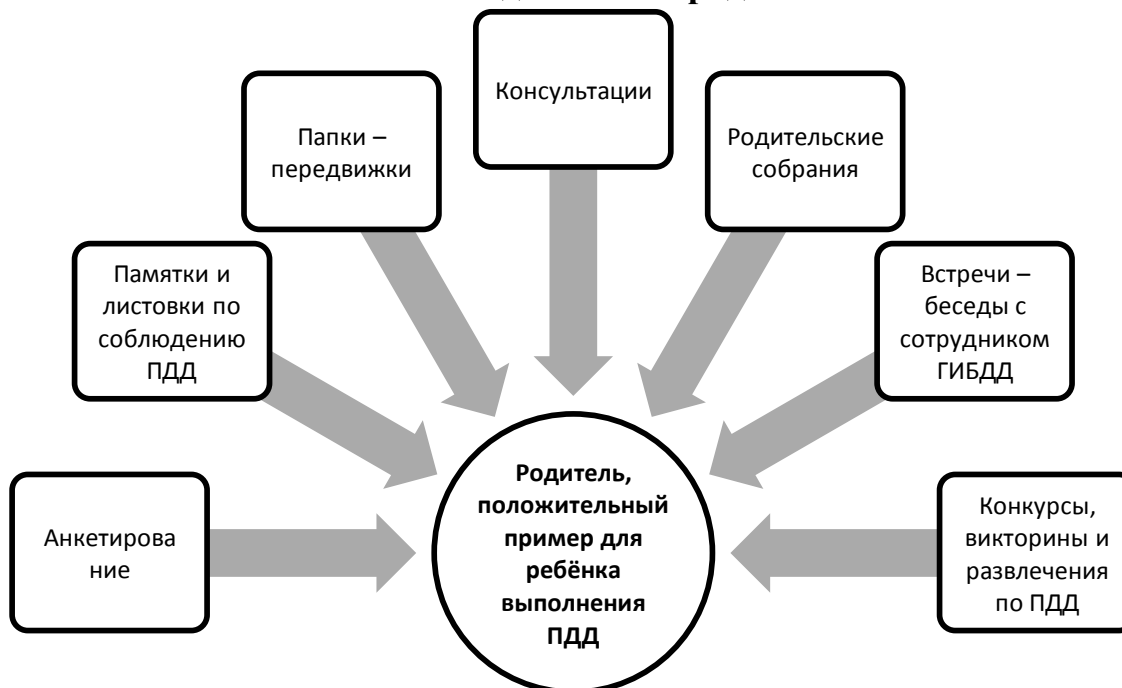 Консультации
Папки –
передвижки
Родительские
собрания
Памятки и
листовки по
соблюдению
ПДД
Встречи –
беседы с
сотрудником
ГИБДД
Анкетирова
ние
Родитель,
положительный
пример для
ребёнка
выполнения
ПДД
Конкурсы,
викторины и
развлечения
по ПДД